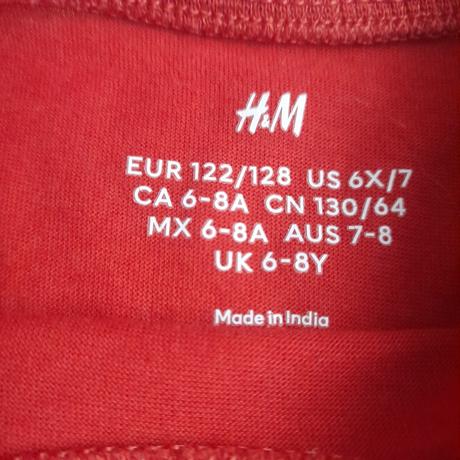 H&M
EUR 122/128 US 6X/7
CA 6-8A CN 130/64
MX 6-8A AUS 7-8
UK 6-8Y
Made in India